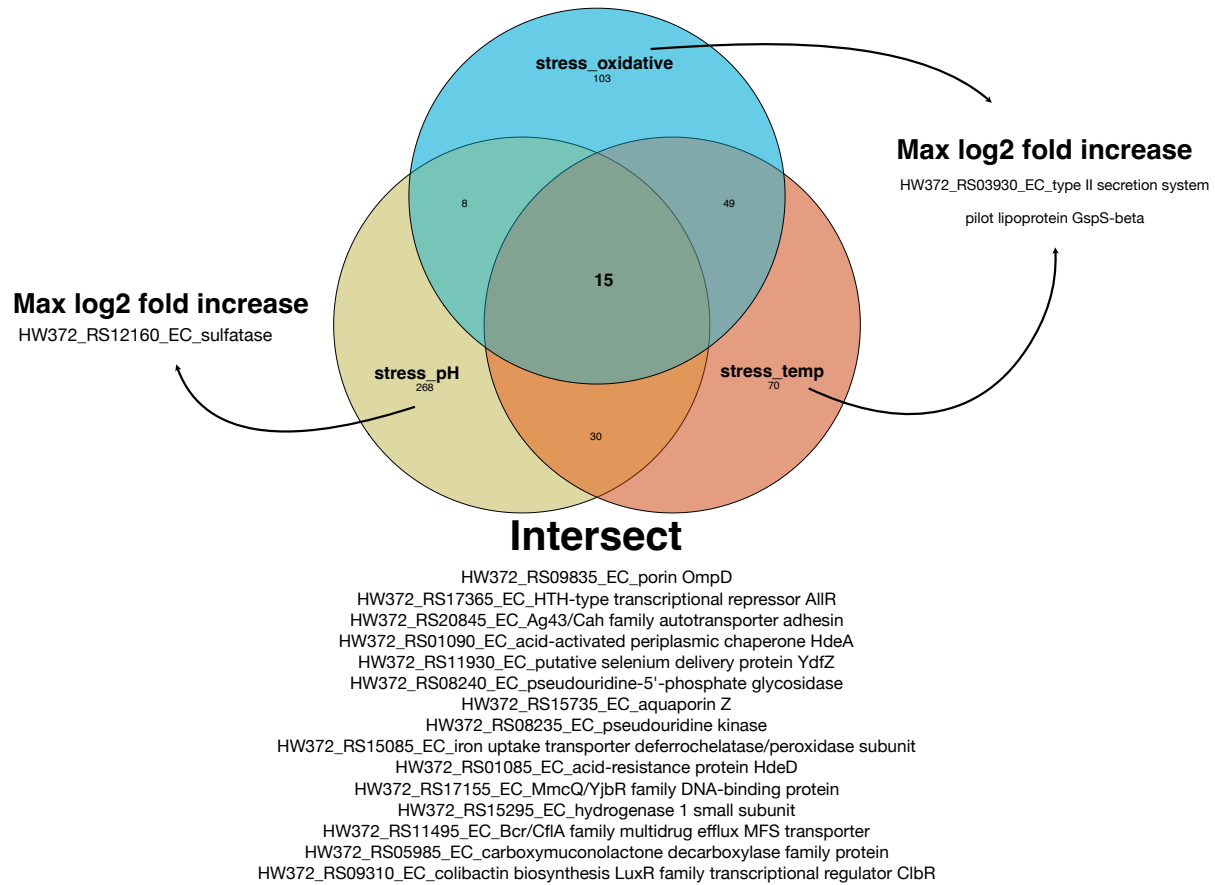 stress_oxidative
103
Max log2 fold increase
HW372_RS03930_EC_type II secretion system
pilot lipoprotein GspS-beta
8
49
15
Max log2 fold increase
HW372_RS12160_EC_sulfatase
stress_pH
268
stress_temp
70
30
Intersect
HW372_RS09835_EC_porin OmpD
HW372_RS17365_EC_HTH-type transcriptional repressor AllR
HW372_RS20845_EC_Ag43/Cah family autotransporter adhesin
HW372_RS01090_EC_acid-activated periplasmic chaperone HdeA
HW372_RS11930_EC_putative selenium delivery protein YdfZ
HW372_RS08240_EC_pseudouridine-5'-phosphate glycosidase
HW372_RS15735_EC_aquaporin Z
HW372_RS08235_EC_pseudouridine kinase
HW372_RS15085_EC_iron uptake transporter deferrochelatase/peroxidase subunit
HW372_RS01085_EC_acid-resistance protein HdeD
HW372_RS17155_EC_MmcQ/YjbR family DNA-binding protein
HW372_RS15295_EC_hydrogenase 1 small subunit
HW372_RS11495_EC_Bcr/CflA family multidrug efflux MFS transporter
HW372_RS05985_EC_carboxymuconolactone decarboxylase family protein
HW372_RS09310_EC_colibactin biosynthesis LuxR family transcriptional regulator ClbR